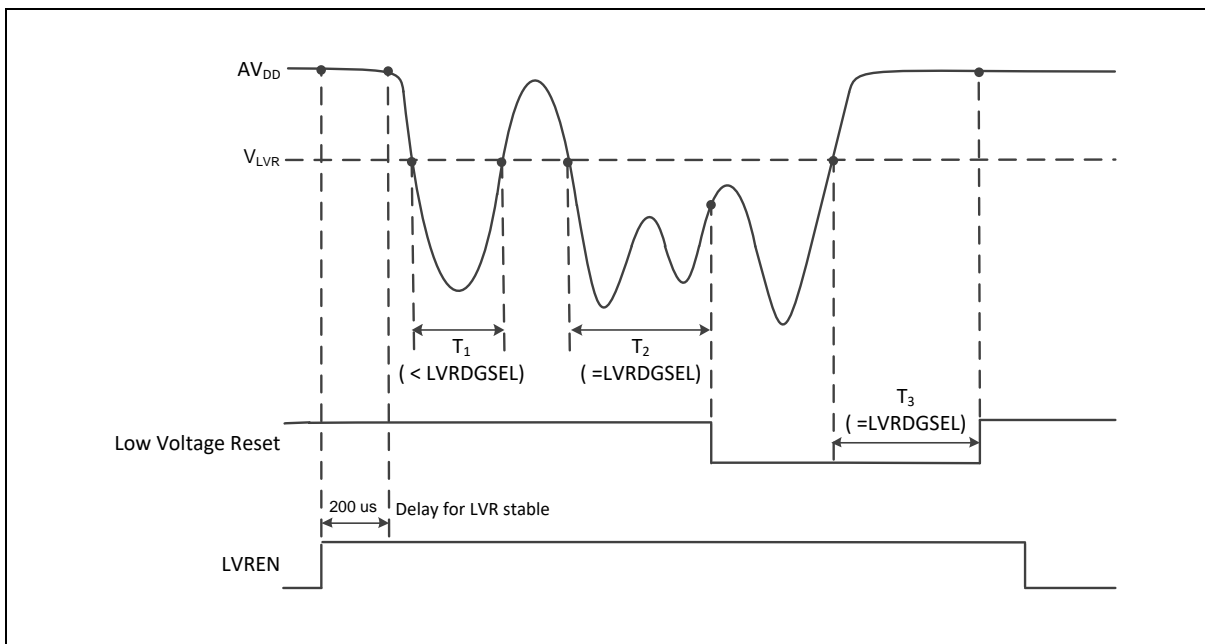 AVDD
VLVR
T1
( < LVRDGSEL)
T2
( =LVRDGSEL)
T3
( =LVRDGSEL)
Low Voltage Reset
200 us
Delay for LVR stable
LVREN